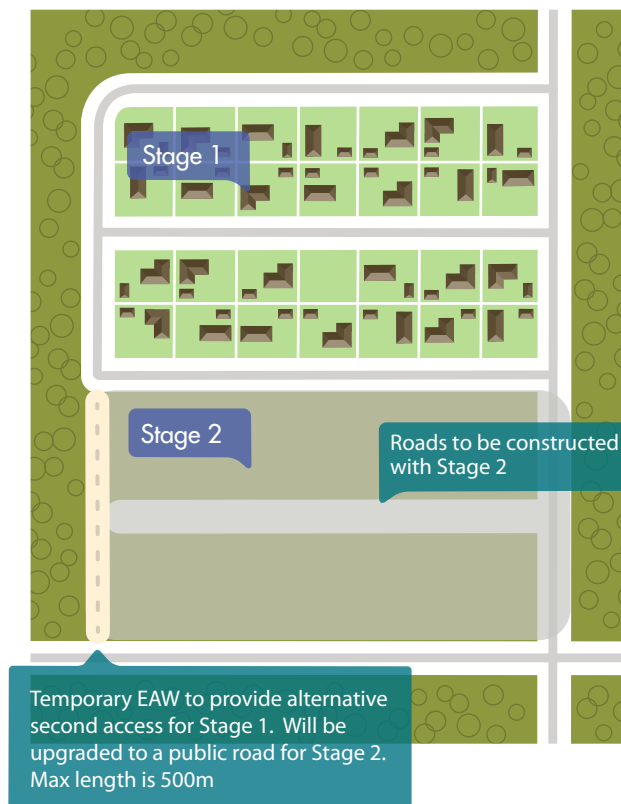 Stage 1
Stage 2
Roads to be constructed
with Stage 2
Temporary EAW to provide alternative
second access for Stage 1.  Will be
upgraded to a public road for Stage 2.
Max length is 500m